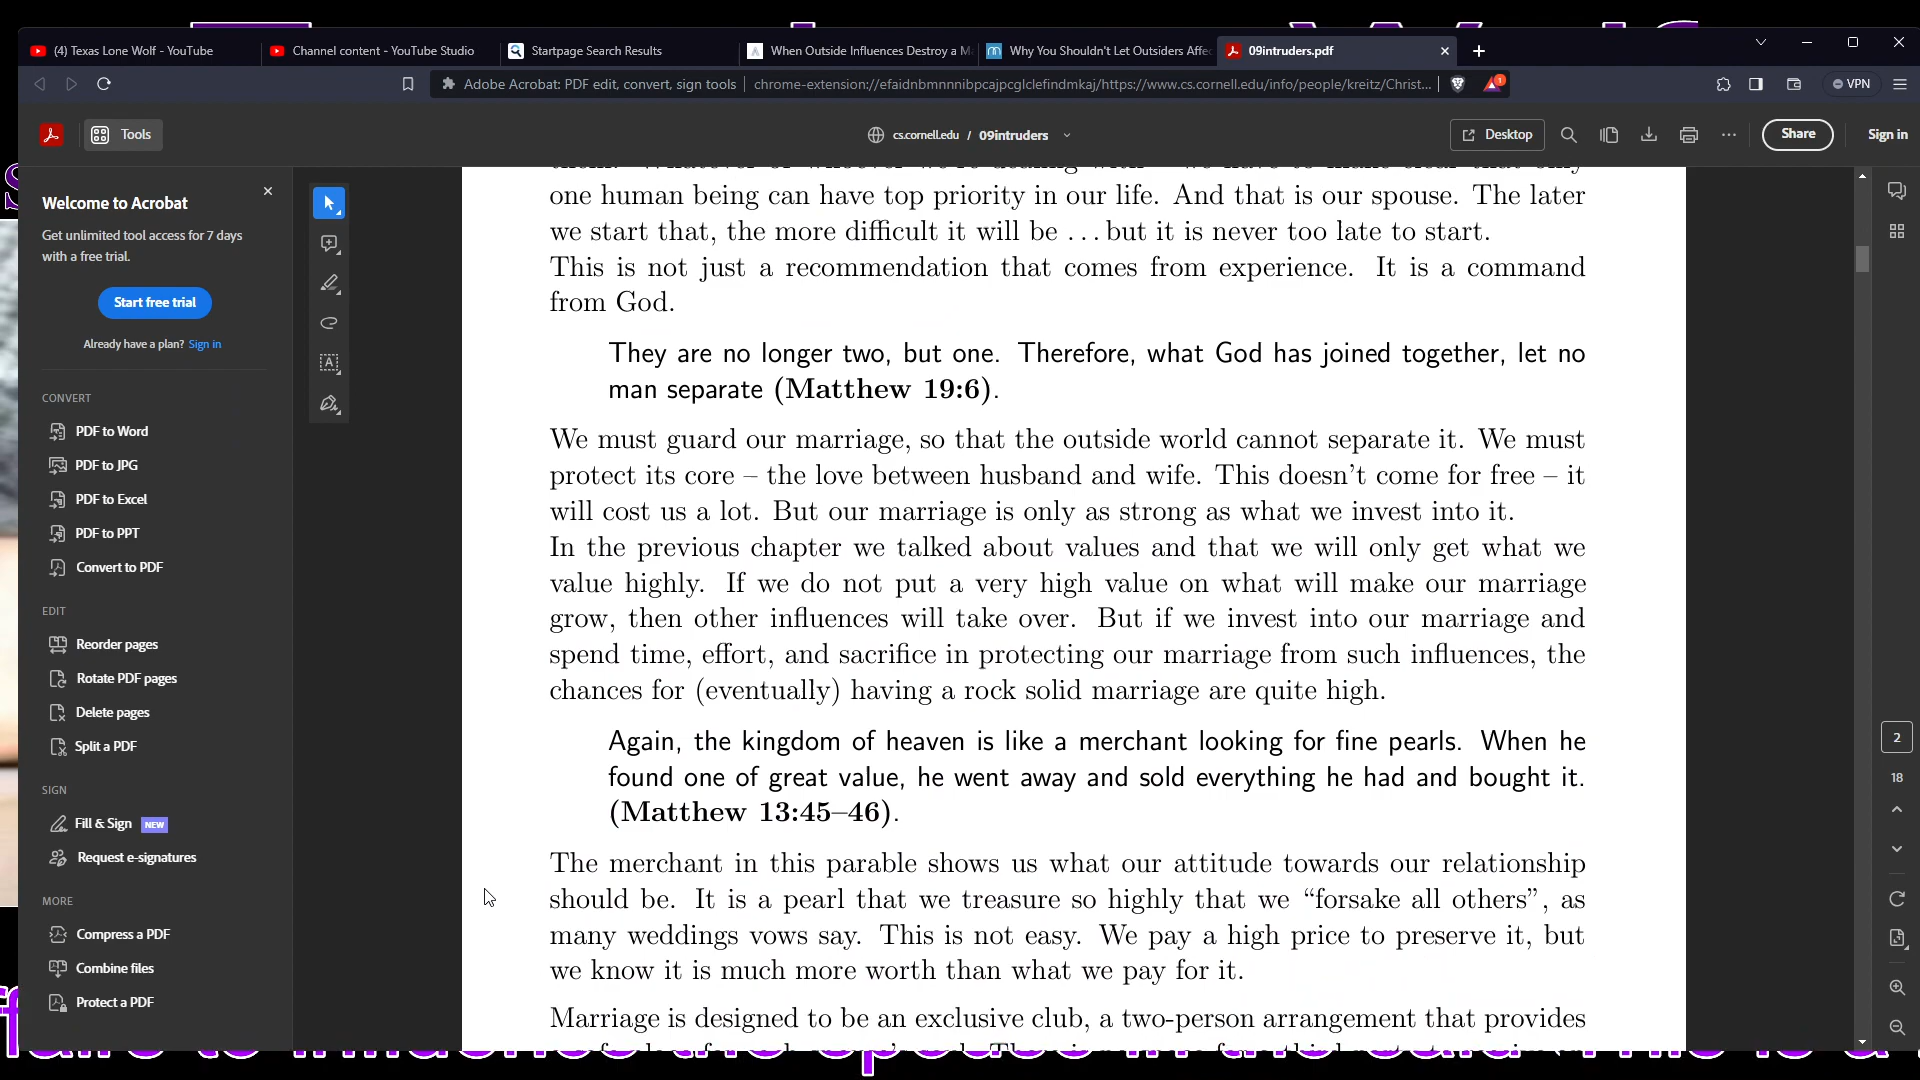 (4) Texas Lone Wolf - YouTube
Channel content - YouTube Studio
Startpage Search Results
When Outside Influences Destroy a M
Why You Shouldn't Let Outsiders Affec
09intruders.pdf
Adobe Acrobat: PDF edit, convert, sign tools
chrome-extension://efaidnbmnnnibpcajpcglclefindmkaj/https://www.cs.cornell.edu/info/people/kreitz/Christ...
1
VPN
Tools
cs.cornell.edu / 09intruders
Desktop
Share
Sign in
Welcome to Acrobat
Get unlimited tool access for 7 days
with a free trial.
Start free trial
Already have a plan? Sign in
CONVERT
PDF to Word
PDF to JPG
PDF to Excel
PDF to PPT
Convert to PDF
EDIT
Reorder pages
Rotate PDF pages
Delete pages
Split a PDF
SIGN
Fill & Sign NEW
Request e-signatures
MORE
Compress a PDF
Combine files
Protect a PDF
one human being can have top priority in our life. And that is our spouse. The later
we start that, the more difficult it will be ... but it is never too late to start.
This is not just a recommendation that comes from experience. It is a command
from God.
They are no longer two, but one. Therefore, what God has joined together, let no
man separate (Matthew 19:6).
We must guard our marriage, so that the outside world cannot separate it. We must
protect its core – the love between husband and wife. This doesn't come for free – it
will cost us a lot. But our marriage is only as strong as what we invest into it.
In the previous chapter we talked about values and that we will only get what we
value highly. If we do not put a very high value on what will make our marriage
grow, then other influences will take over. But if we invest into our marriage and
spend time, effort, and sacrifice in protecting our marriage from such influences, the
chances for (eventually) having a rock solid marriage are quite high.
Again, the kingdom of heaven is like a merchant looking for fine pearls. When he
found one of great value, he went away and sold everything he had and bought it.
(Matthew 13:45–46).
The merchant in this parable shows us what our attitude towards our relationship
should be. It is a pearl that we treasure so highly that we “forsake all others”, as
many weddings vows say. This is not easy. We pay a high price to preserve it, but
we know it is much more worth than what we pay for it.
Marriage is designed to be an exclusive club, a two-person arrangement that provides
2
18